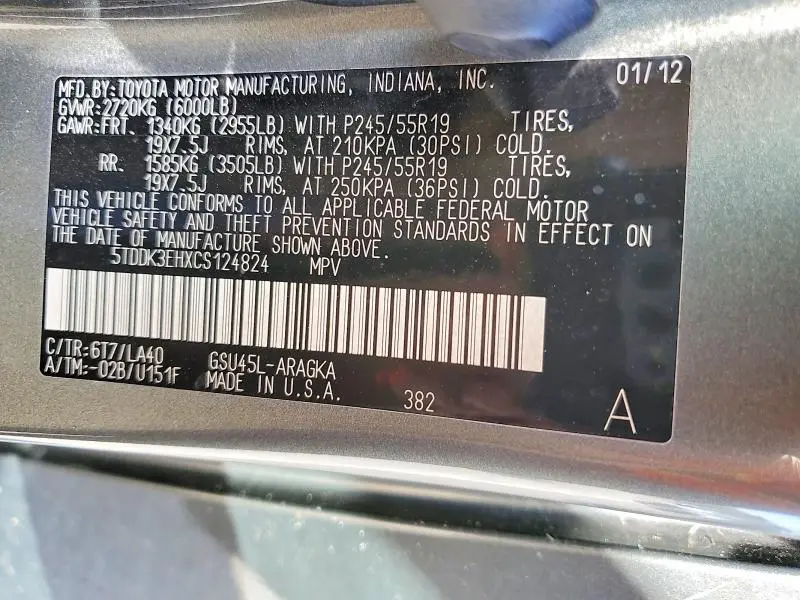 MFD. BY: TOYOTA MOTOR MANUFACTURING, INDIANA, INC. 01/12
GVWR: 2720KG (6000LB)
GAWR: FRT. 1340KG (2955LB) WITH P245/55R19 TIRES,
19X7.5J RIMS, AT 210KPA (30PSI) COLD.
RR. 1585KG (3505LB) WITH P245/55R19 TIRES,
19X7.5J RIMS, AT 250KPA (36PSI) COLD.
THIS VEHICLE CONFORMS TO ALL APPLICABLE FEDERAL MOTOR
VEHICLE SAFETY AND THEFT PREVENTION STANDARDS IN EFFECT ON
THE DATE OF MANUFACTURE SHOWN ABOVE.
5TDDK3EHXCS124824 MPV
C/TR: 6T7/LA40 GSU45L-ARAGKA
A/TM: -02B/U151F MADE IN U.S.A. 382 A